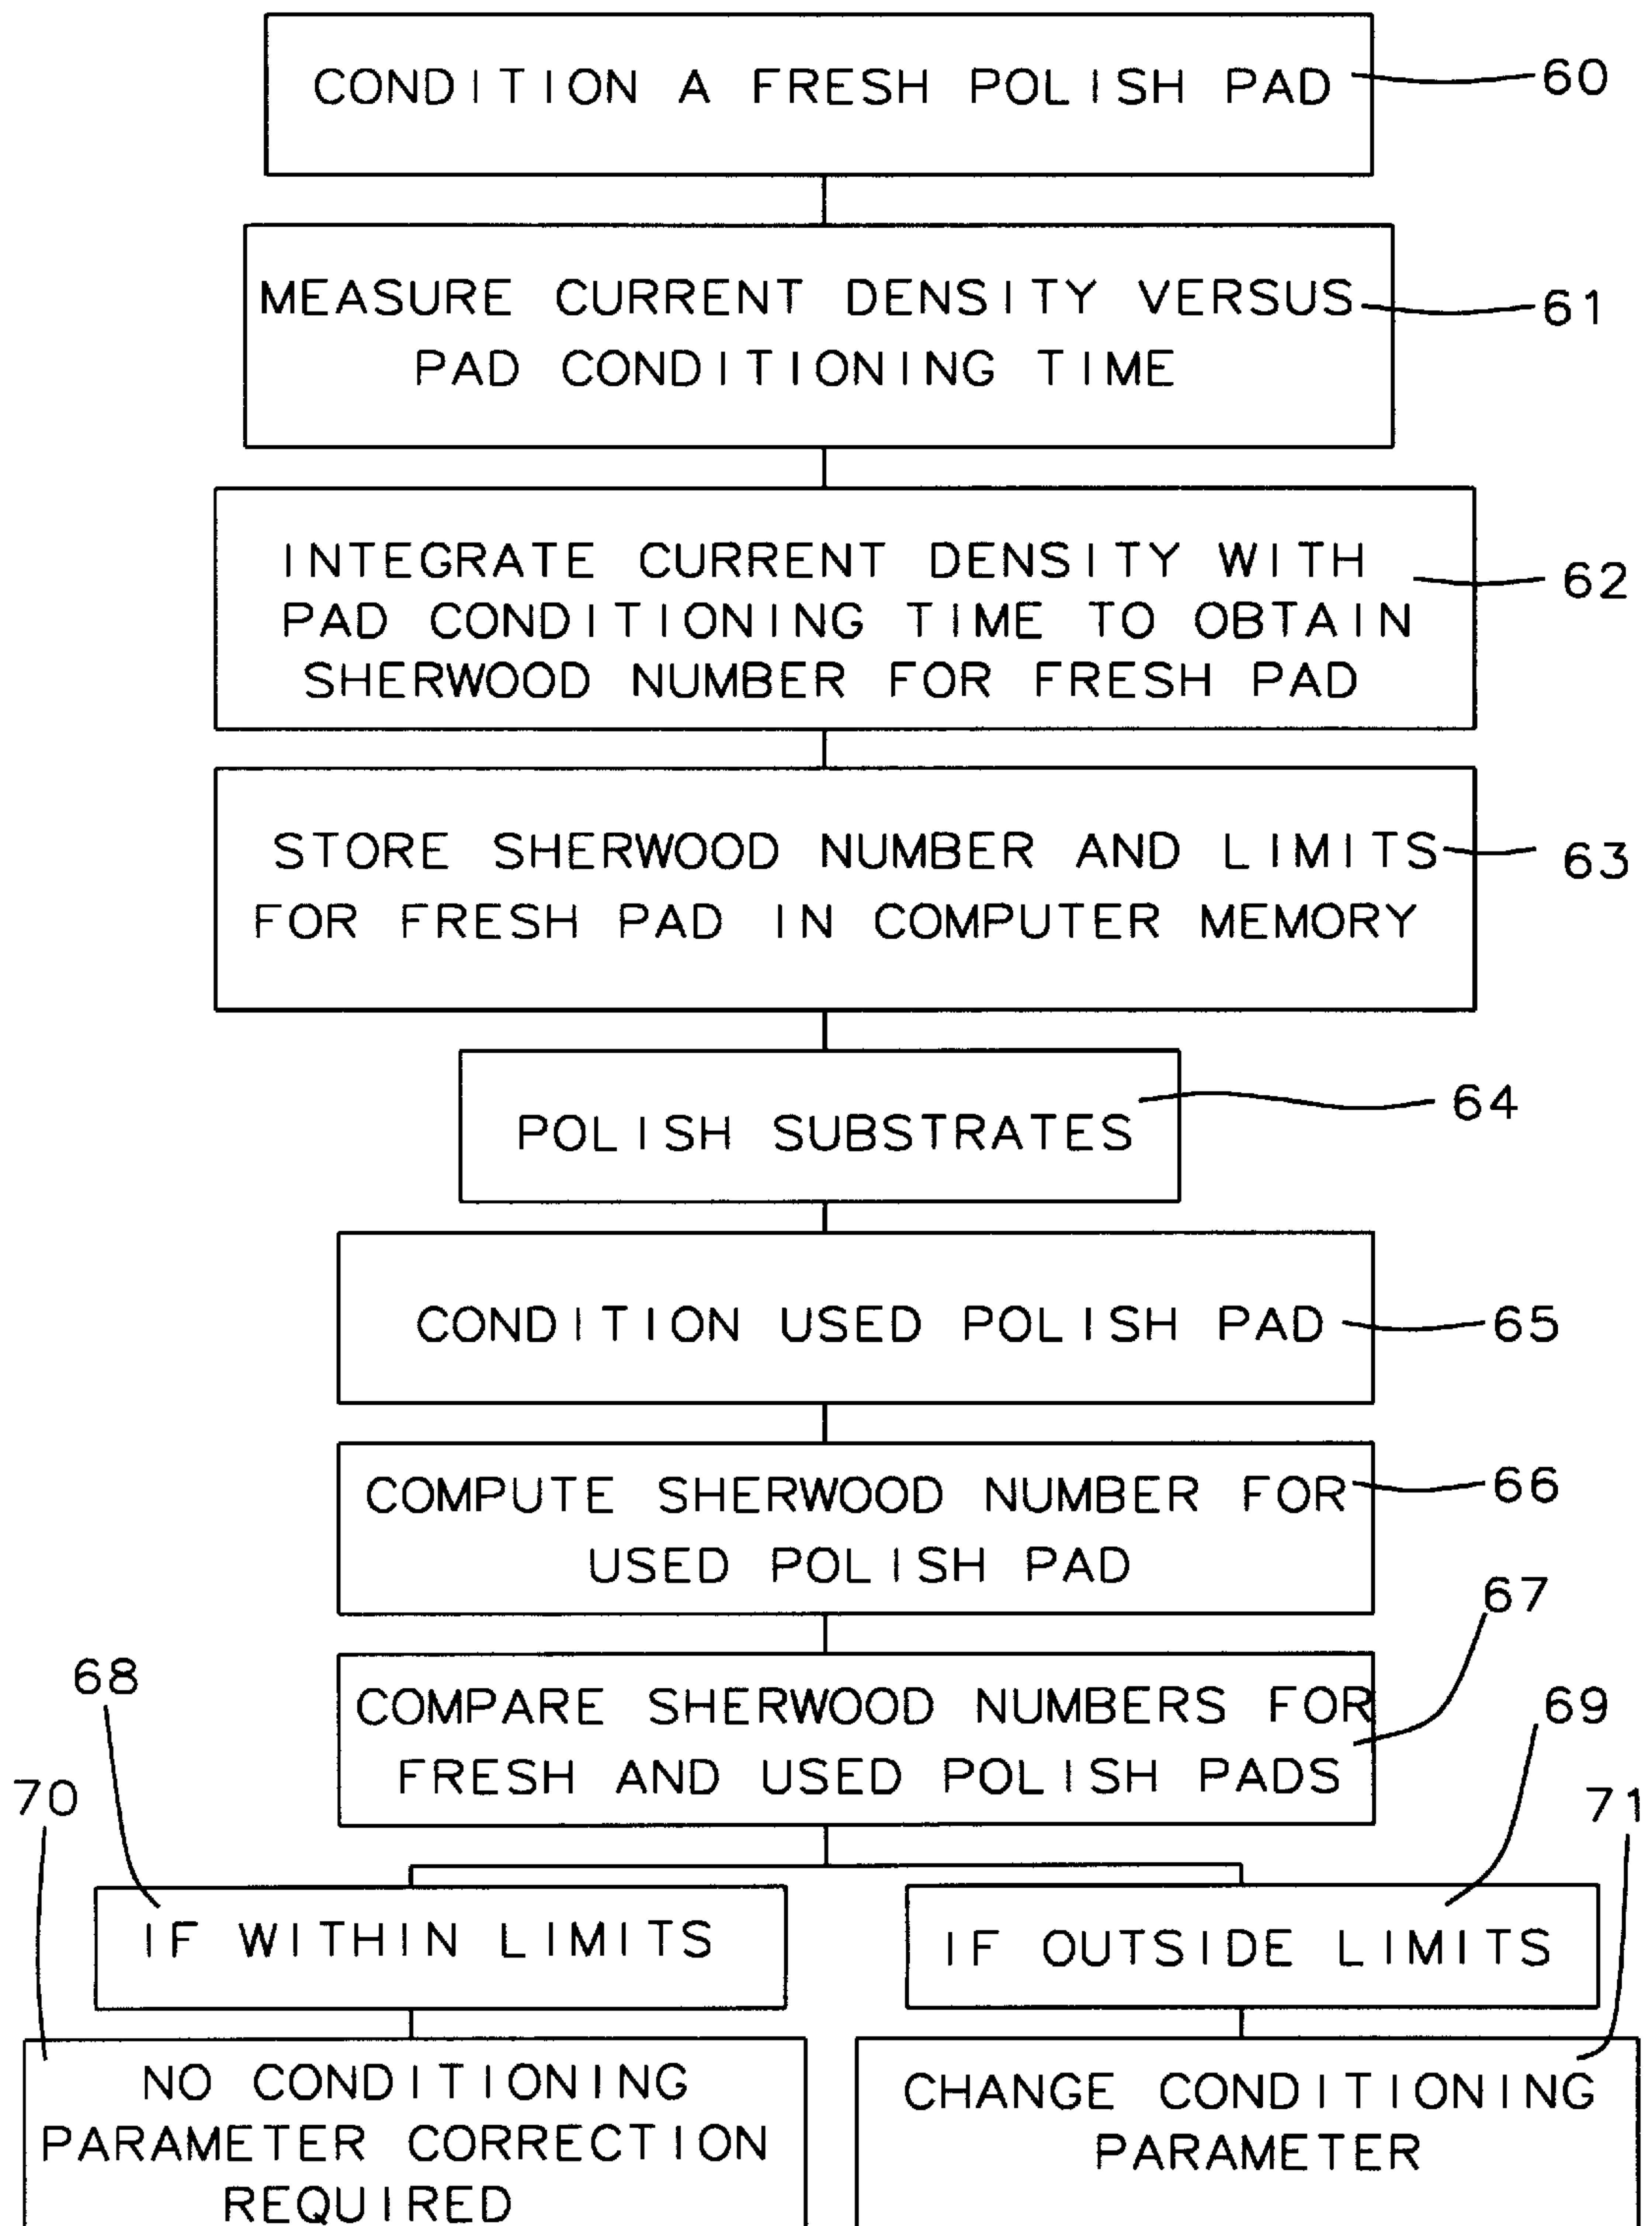 CONDITION A FRESH POLISH PAD
60
MEASURE CURRENT DENSITY VERSUS
PAD CONDITIONING TIME
61
INTEGRATE CURRENT DENSITY WITH
PAD CONDITIONING TIME TO OBTAIN
SHERWOOD NUMBER FOR FRESH PAD
62
STORE SHERWOOD NUMBER AND LIMITS
FOR FRESH PAD IN COMPUTER MEMORY
63
POLISH SUBSTRATES
64
CONDITION USED POLISH PAD
65
COMPUTE SHERWOOD NUMBER FOR
USED POLISH PAD
66
COMPARE SHERWOOD NUMBERS FOR
FRESH AND USED POLISH PADS
67
68
IF WITHIN LIMITS
69
IF OUTSIDE LIMITS
70
NO CONDITIONING
PARAMETER CORRECTION
REQUIRED
71
CHANGE CONDITIONING
PARAMETER